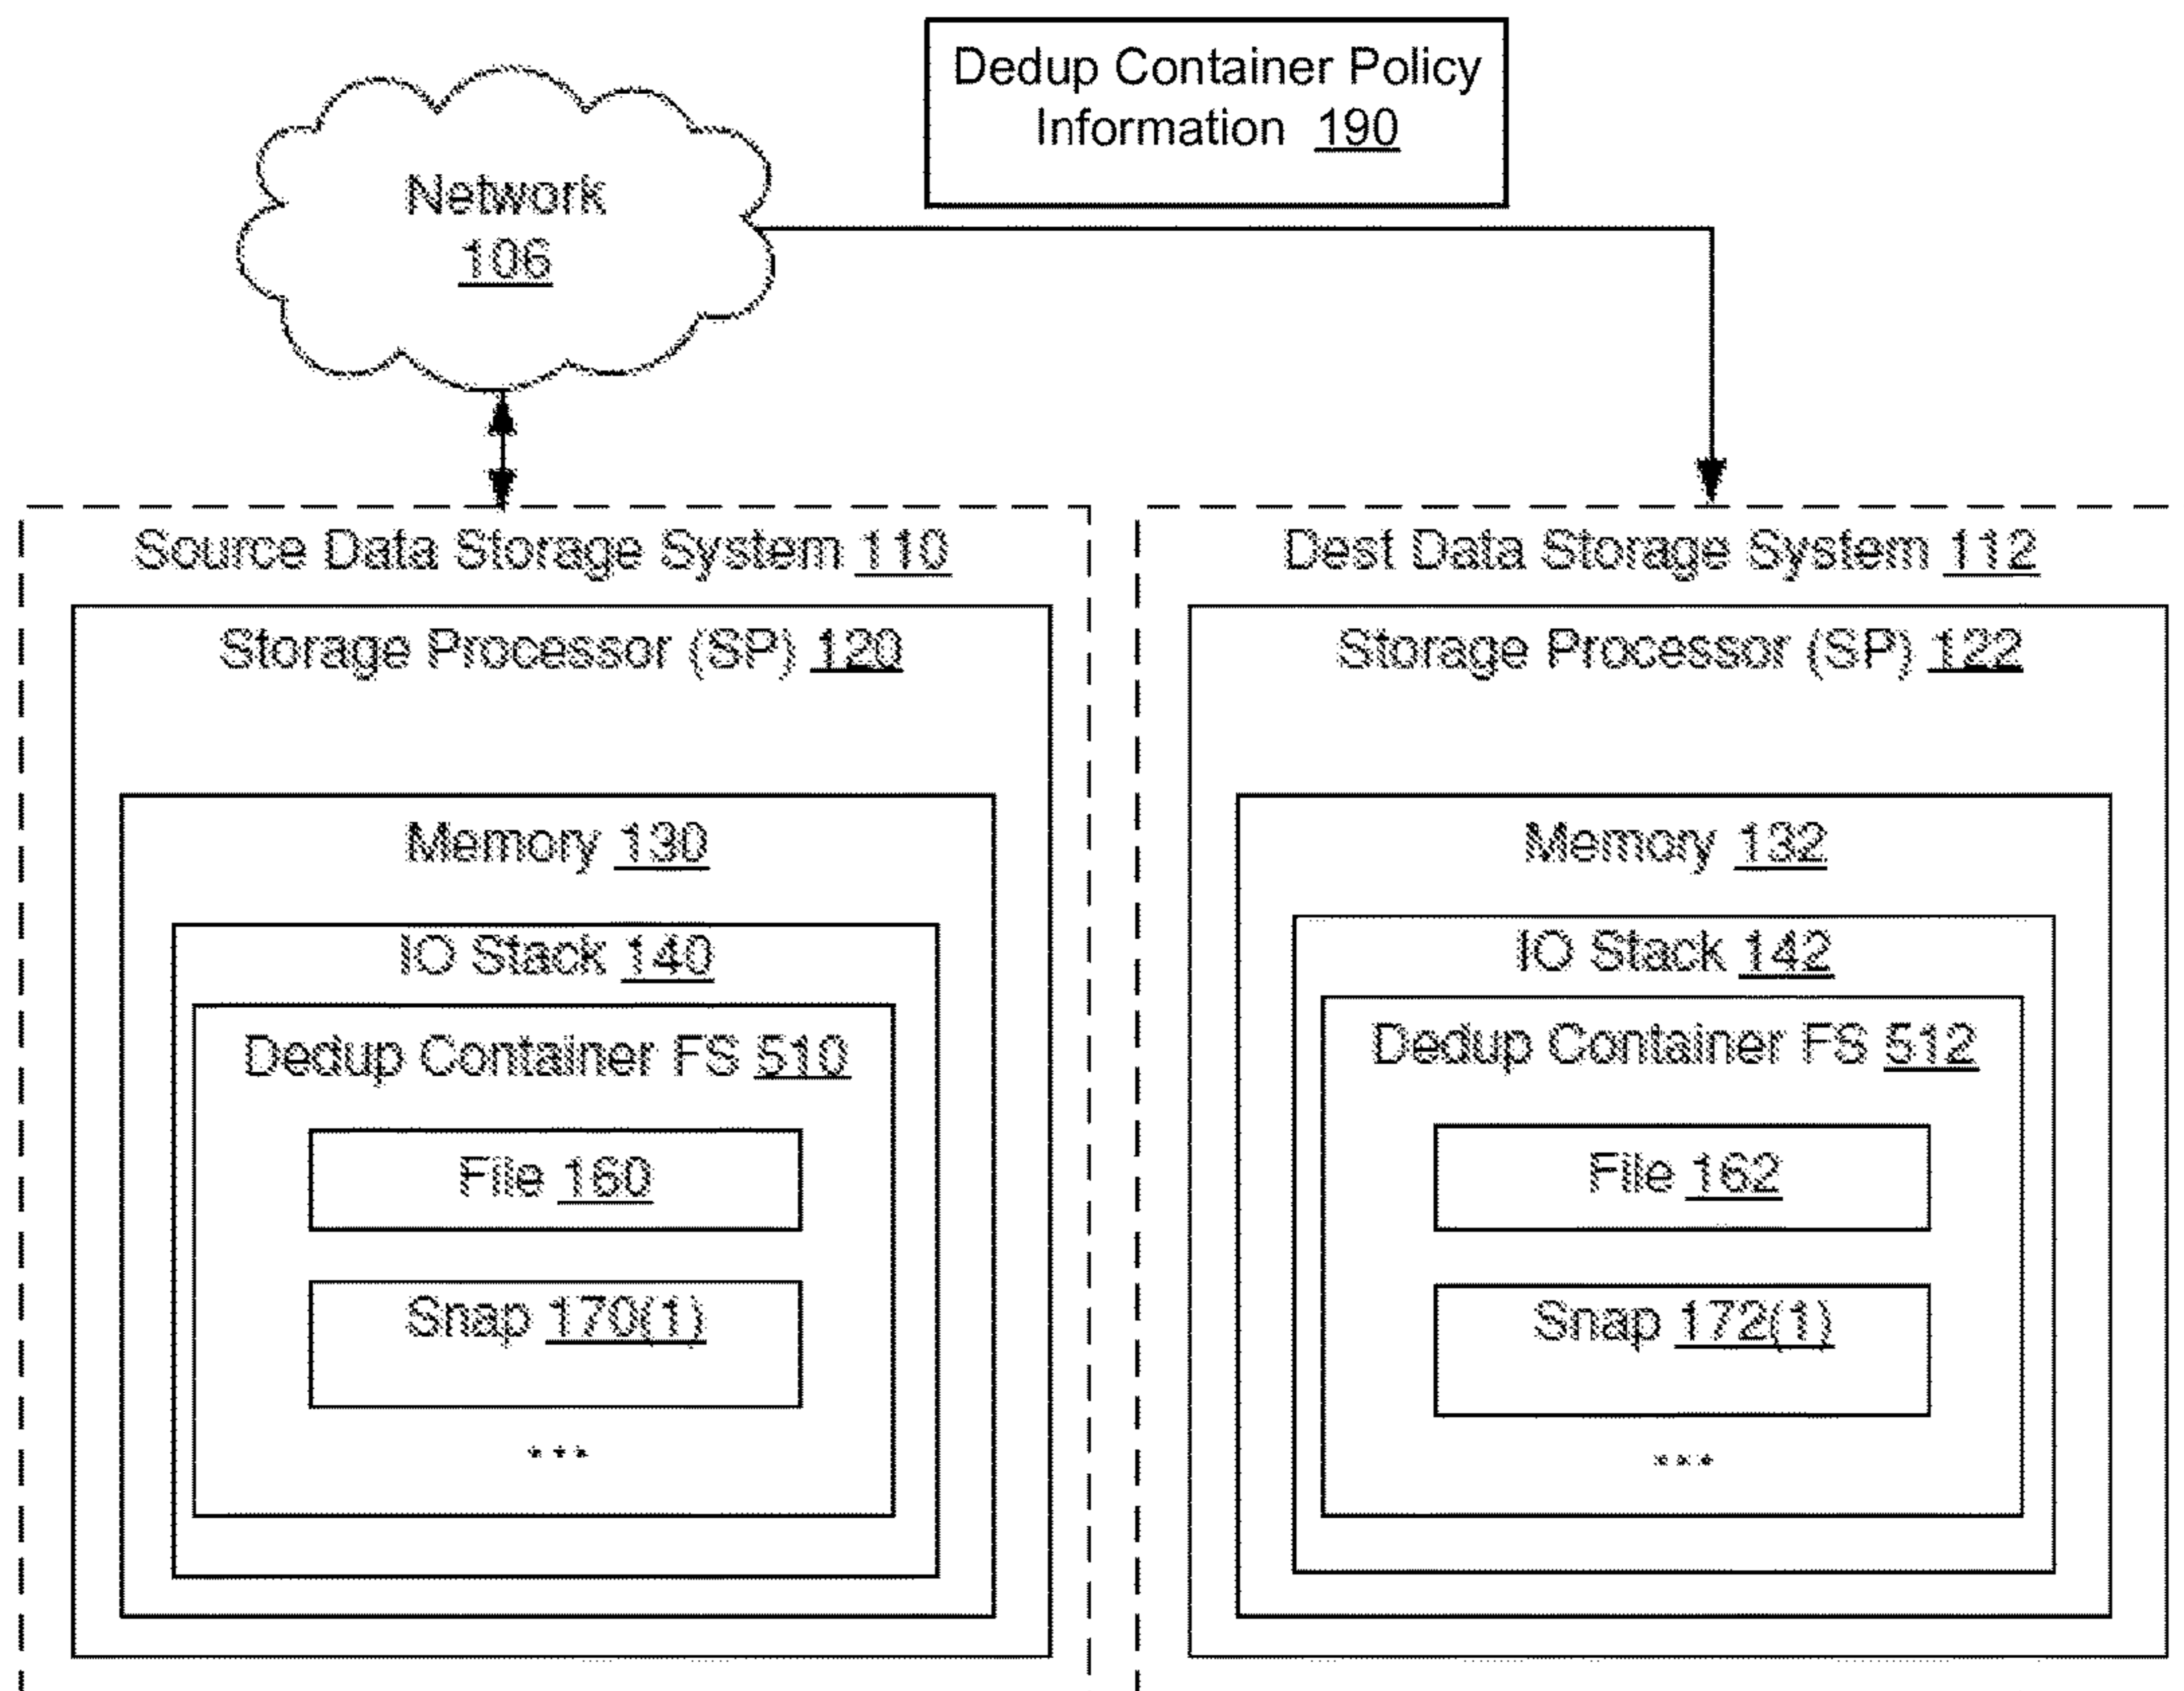 Dedup Container Policy
Information 190
Network
106
Source Data Storage System 110
Storage Processor (SP) 120
Memory 130
IO Stack 140
Dedup Container FS 510
File 160
Snap 170(1)
...
Dest Data Storage System 112
Storage Processor (SP) 122
Memory 132
IO Stack 142
Dedup Container FS 512
File 162
Snap 172(1)
...